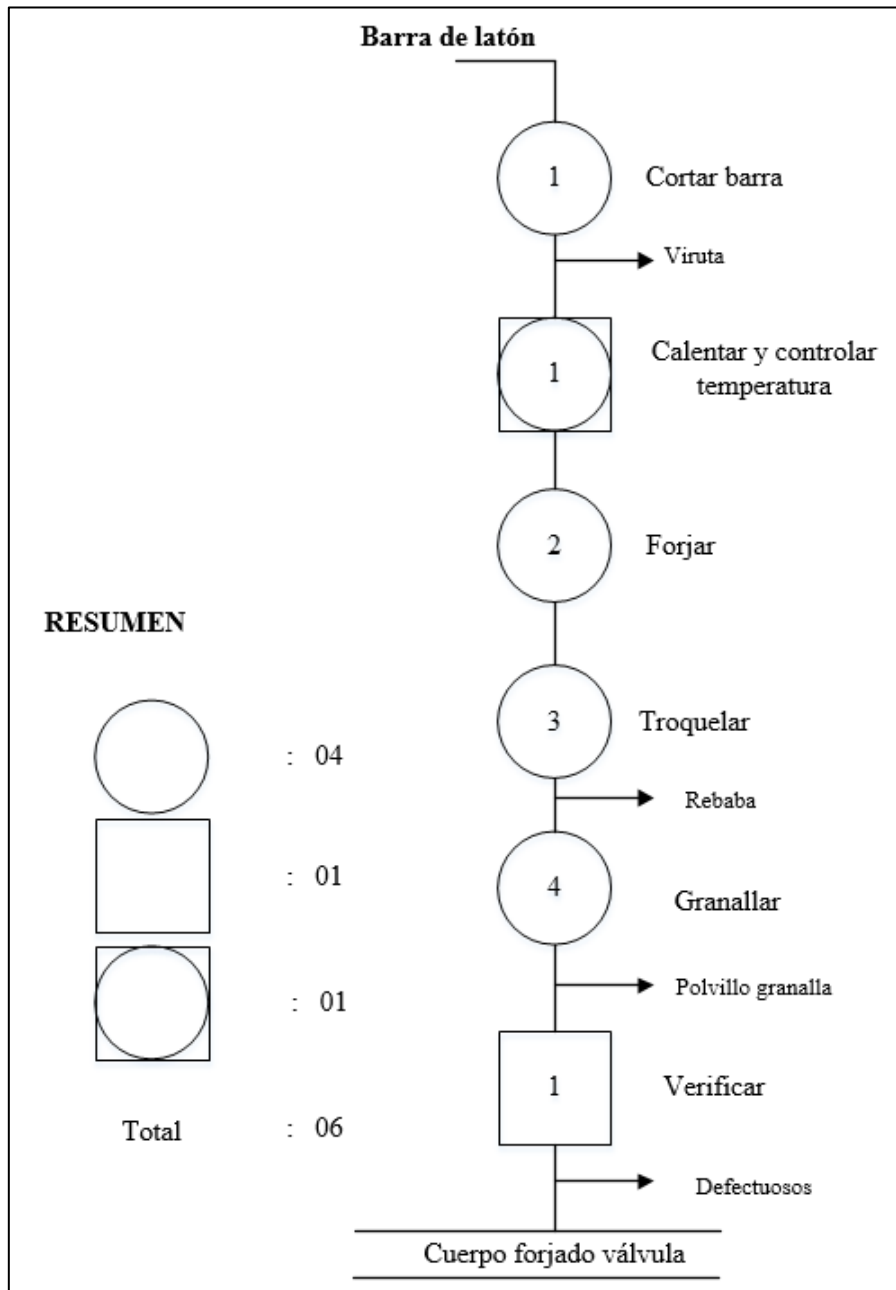 Barra de latón
1
Cortar barra
Viruta
1
Calentar y controlar
temperatura
2
Forjar
3
Troquelar
Rebaba
4
Granallar
Polvillo granalla
1
Verificar
Defectuosos
Cuerpo forjado válvula
RESUMEN
: 04
: 01
: 01
Total : 06